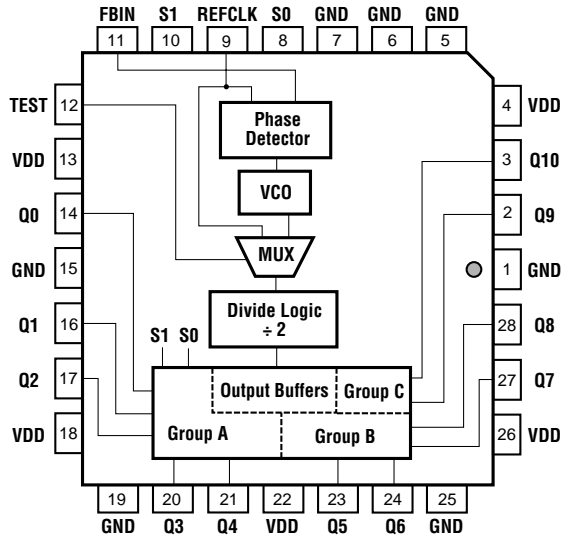 FBIN S1 REFCLK S0 GND GND GND
11 10 9 8 7 6 5
TEST 12
VDD 13
Q0 14
GND 15
Q1 16
Q2 17
VDD 18
Phase
Detector
VCO
MUX
Divide Logic
÷ 2
S1 S0
Output Buffers
Group C
Group A
Group B
4 VDD
3 Q10
2 Q9
1 GND
28 Q8
27 Q7
26 VDD
19 20 21 22 23 24 25
GND Q3 Q4 VDD Q5 Q6 GND